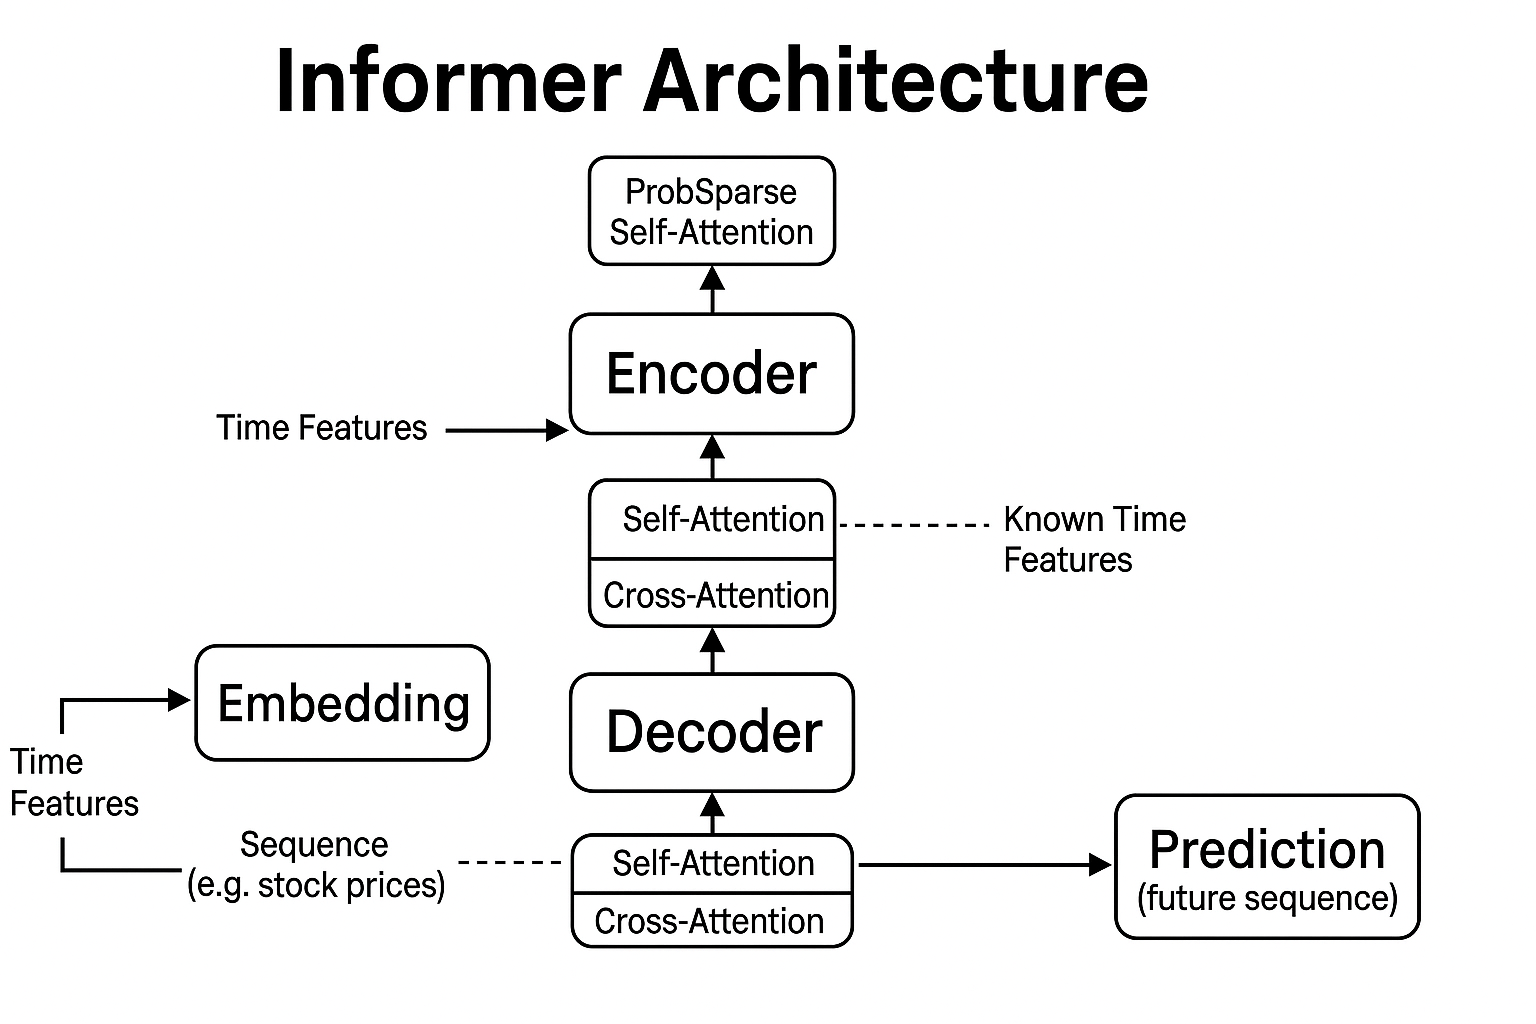 Informer Architecture
ProbSparse
Self-Attention
Encoder
Time Features
Self-Attention
Known Time
Features
Cross-Attention
Embedding
Decoder
Time
Features
Sequence
(e.g. stock prices)
Self-Attention
Cross-Attention
Prediction
(future sequence)